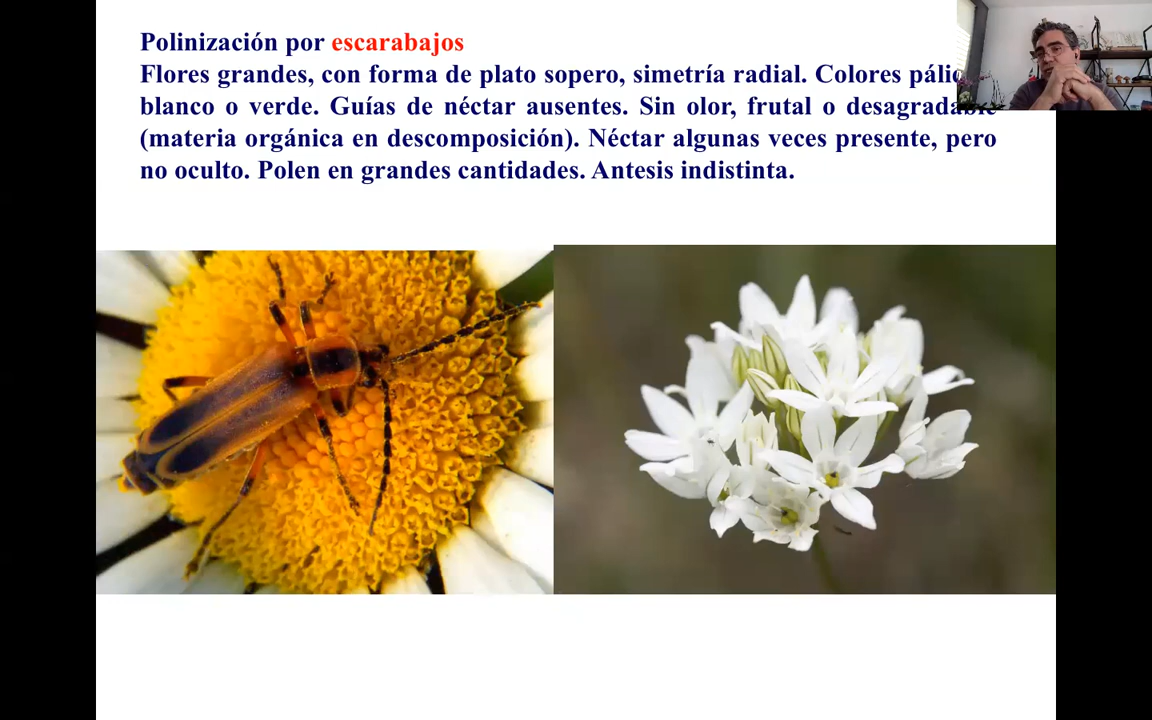 Polinización por escarabajos
Flores grandes, con forma de plato sopero, simetría radial. Colores
blanco o verde. Guías de néctar ausentes. Sin olor, frutal o
(materia orgánica en descomposición). Néctar algunas veces presente, pero
no oculto. Polen en grandes cantidades. Antesis indistinta.